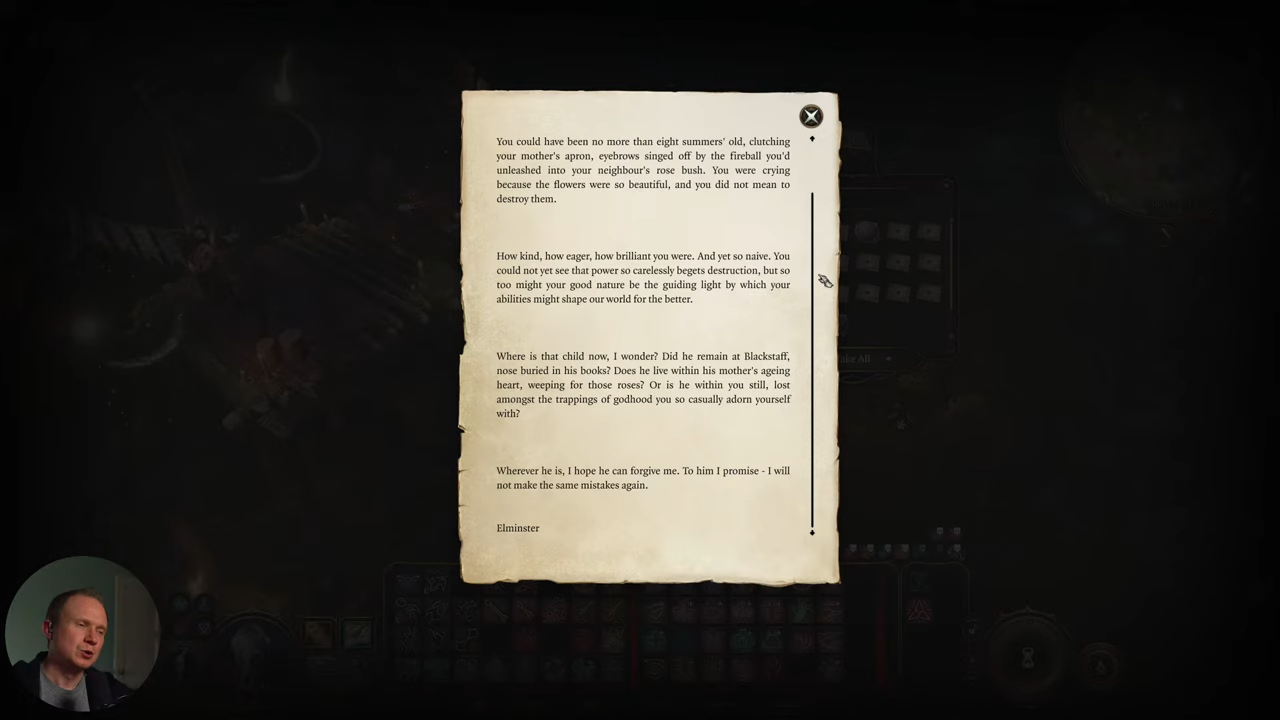 You could have been no more than eight summers' old, clutching
your mother's apron, eyebrows singed off by the fireball you'd
unleashed into your neighbour's rose bush. You were crying
because the flowers were so beautiful, and you did not mean to
destroy them.
How kind, how eager, how brilliant you were. And yet so naive. You
could not yet see that power so carelessly begets destruction, but so
too might your good nature be the guiding light by which your
abilities might shape our world for the better.
Where is that child now, I wonder? Did he remain at Blackstaff,
nose buried in his books? Does he live within his mother's ageing
heart, weeping for those roses? Or is he within you still, lost
amongst the trappings of godhood you so casually adorn yourself
with?
Wherever he is, I hope he can forgive me. To him I promise - I will
not make the same mistakes again.
Elminster